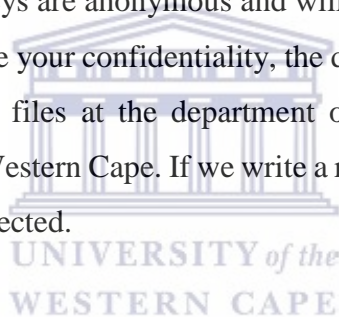 ys are anonymous and will
e your confidentiality, the d
files at the department o
Western Cape. If we write a r
ected.
UNIVERSITY of the
WESTERN CAPE